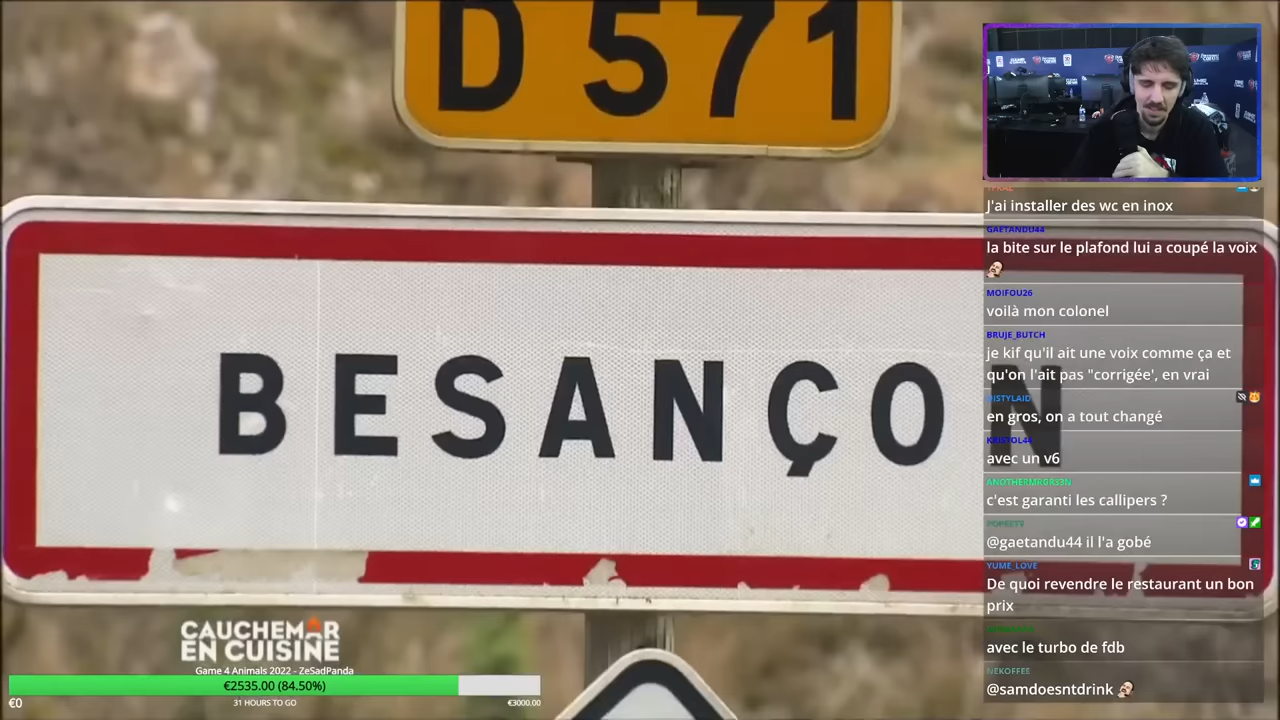 D 571
BESANÇON
J'ai installer des wc en inox
GAETANDU44
la bite sur le plafond lui a coupé la voix
MOIFOU26
voilà mon colonel
BRUJE_BUTCH
je kif qu'il ait une voix comme ça et
qu'on l'ait pas "corrigée', en vrai
en gros, on a tout changé
KRISTOL44
avec un v6
ANOTHERMRGR33N
c'est garanti les callipers ?
@gaetandu44 il l'a gobé
YUME_LOVE
De quoi revendre le restaurant un bon
prix
avec le turbo de fdb
NEKOFFEE
@samdoesntdrink
CAUCHEMAR
EN CUISINE
Game 4 Animals 2022 - ZeSadPanda
€2535.00 (84.50%)
€0
31 HOURS TO GO
€3000.00